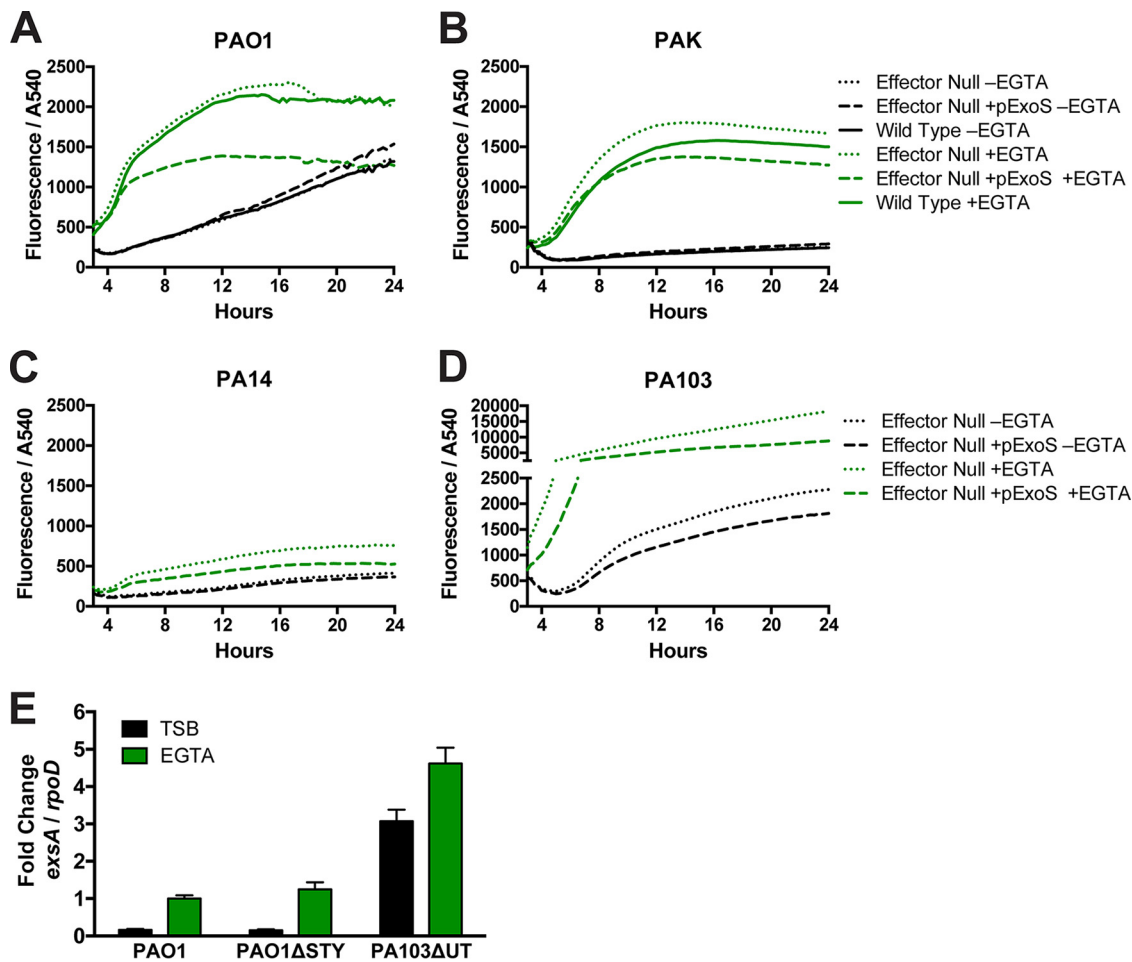 A
PAO1
Fluorescence / A540
2500
2000
1500
1000
500
0
4 8 12 16 20 24
Hours
B
PAK
Fluorescence / A540
2500
2000
1500
1000
500
0
4 8 12 16 20 24
Hours
Effector Null –EGTA
Effector Null +pExoS –EGTA
Wild Type –EGTA
Effector Null +EGTA
Effector Null +pExoS +EGTA
Wild Type +EGTA
C
PA14
Fluorescence / A540
2500
2000
1500
1000
500
0
4 8 12 16 20 24
Hours
D
PA103
Fluorescence / A540
20000
15000
10000
5000
2500
2000
1500
1000
500
0
4 8 12 16 20 24
Hours
Effector Null –EGTA
Effector Null +pExoS –EGTA
Effector Null +EGTA
Effector Null +pExoS +EGTA
E
Fold Change
exsA / rpoD
6
5
4
3
2
1
0
TSB
EGTA
PAO1 PAO1ΔSTY PA103ΔUT